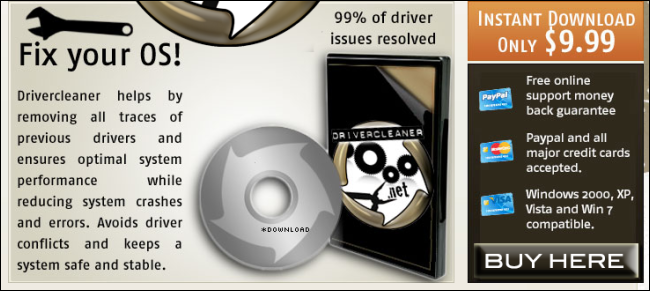 Fix your OS!
Drivercleaner helps by
removing all traces of
previous drivers and
ensures optimal system
performance while
reducing system crashes
and errors. Avoids driver
conflicts and keeps a
system safe and stable.
99% of driver
issues resolved
DRIVERCLEANER
.net
*DOWNLOAD
INSTANT DOWNLOAD
ONLY $9.99
PayPal
Free online
support money
back guarantee
MasterCard
Paypal and all
major credit cards
accepted.
VISA
Windows 2000, XP,
Vista and Win 7
compatible.
BUY HERE